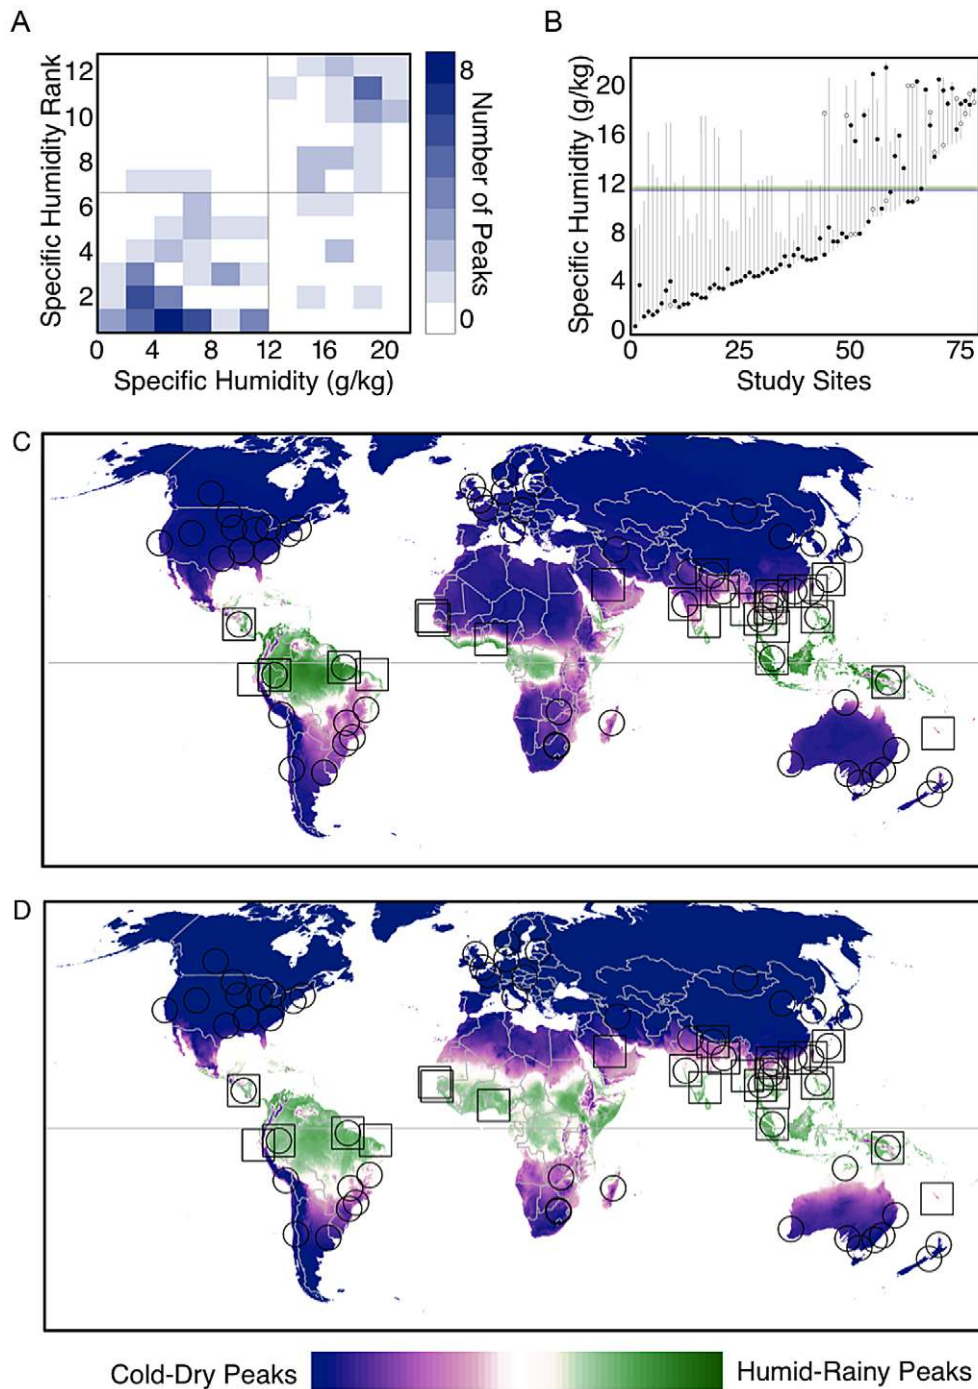 A
12
10
8
6
4
2
0 4 8 12 16 20
Specific Humidity Rank
Specific Humidity (g/kg)
8
0
Number of Peaks
B
20
16
12
8
4
0
0 25 50 75
Specific Humidity (g/kg)
Study Sites
C
D
Cold-Dry Peaks
Humid-Rainy Peaks